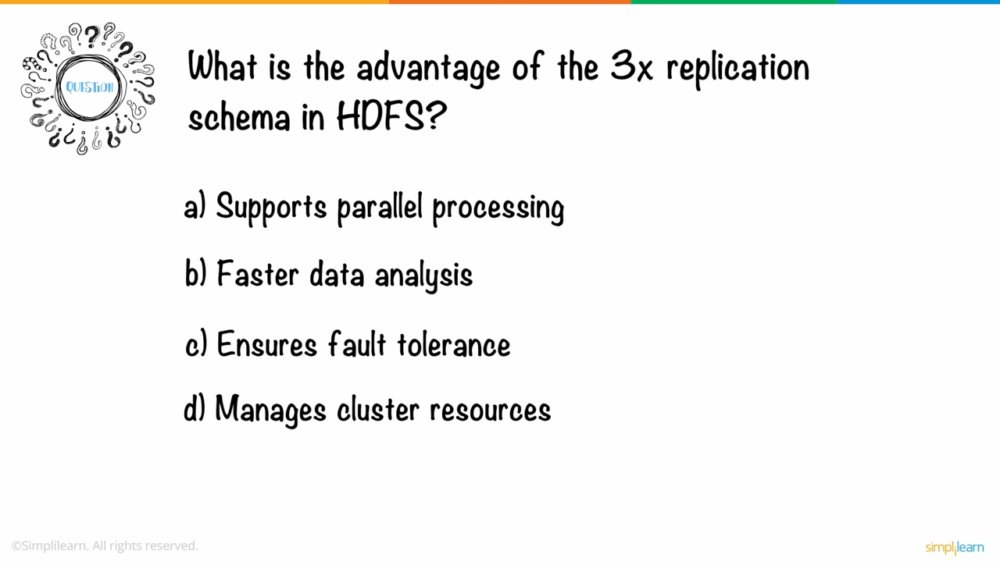 QUESTION
What is the advantage of the 3x replication
schema in HDFS?
a) Supports parallel processing
b) Faster data analysis
c) Ensures fault tolerance
d) Manages cluster resources
©Simplilearn. All rights reserved.
simplilearn